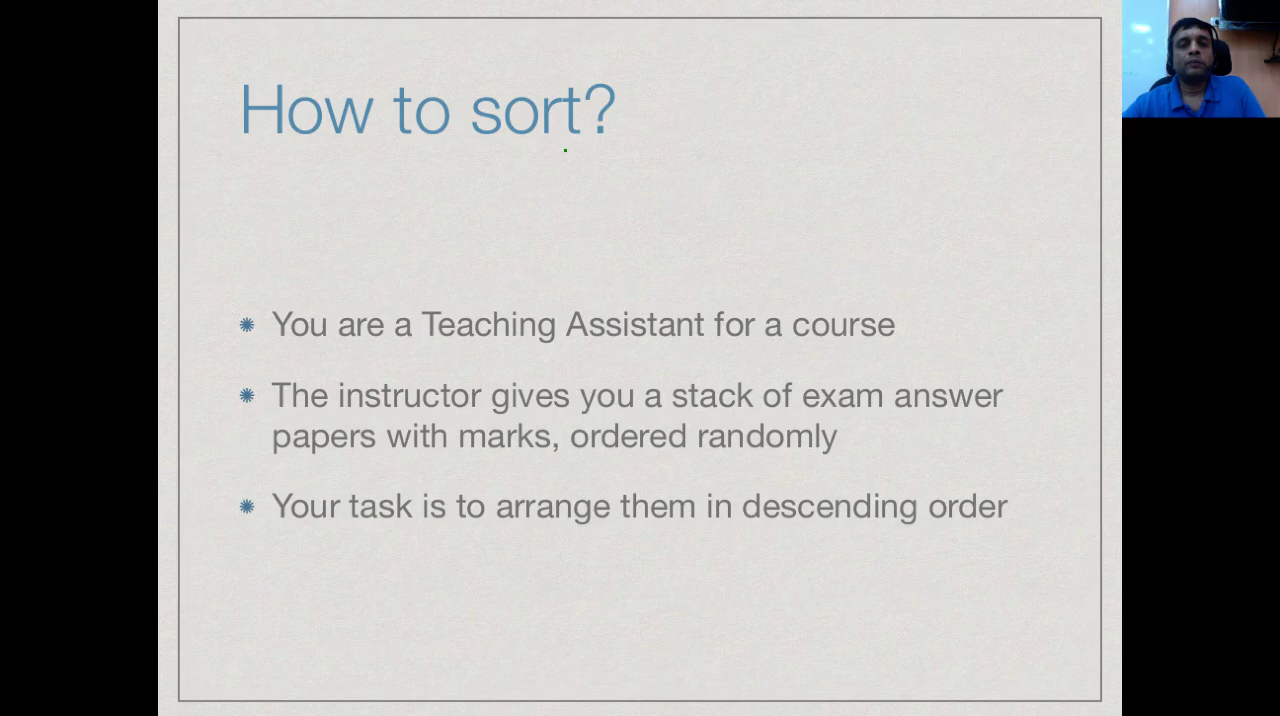 How to sort?
You are a Teaching Assistant for a course
The instructor gives you a stack of exam answer
papers with marks, ordered randomly
Your task is to arrange them in descending order